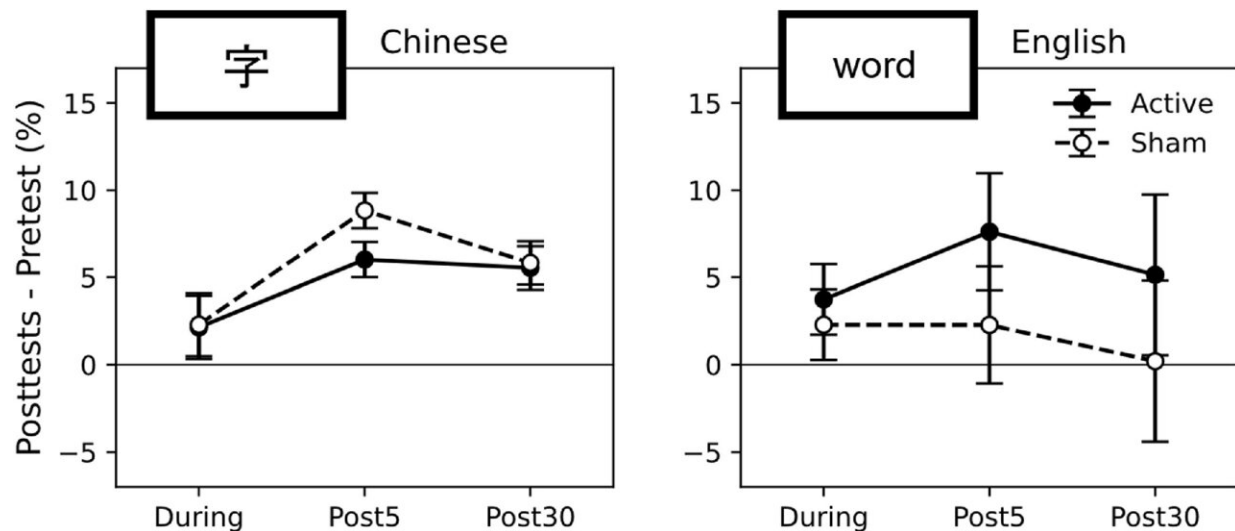 字
Chinese
word
English
Posttests - Pretest (%)
15
10
5
0
−5
During
Post5
Post30
15
10
5
0
−5
During
Post5
Post30
Active
Sham